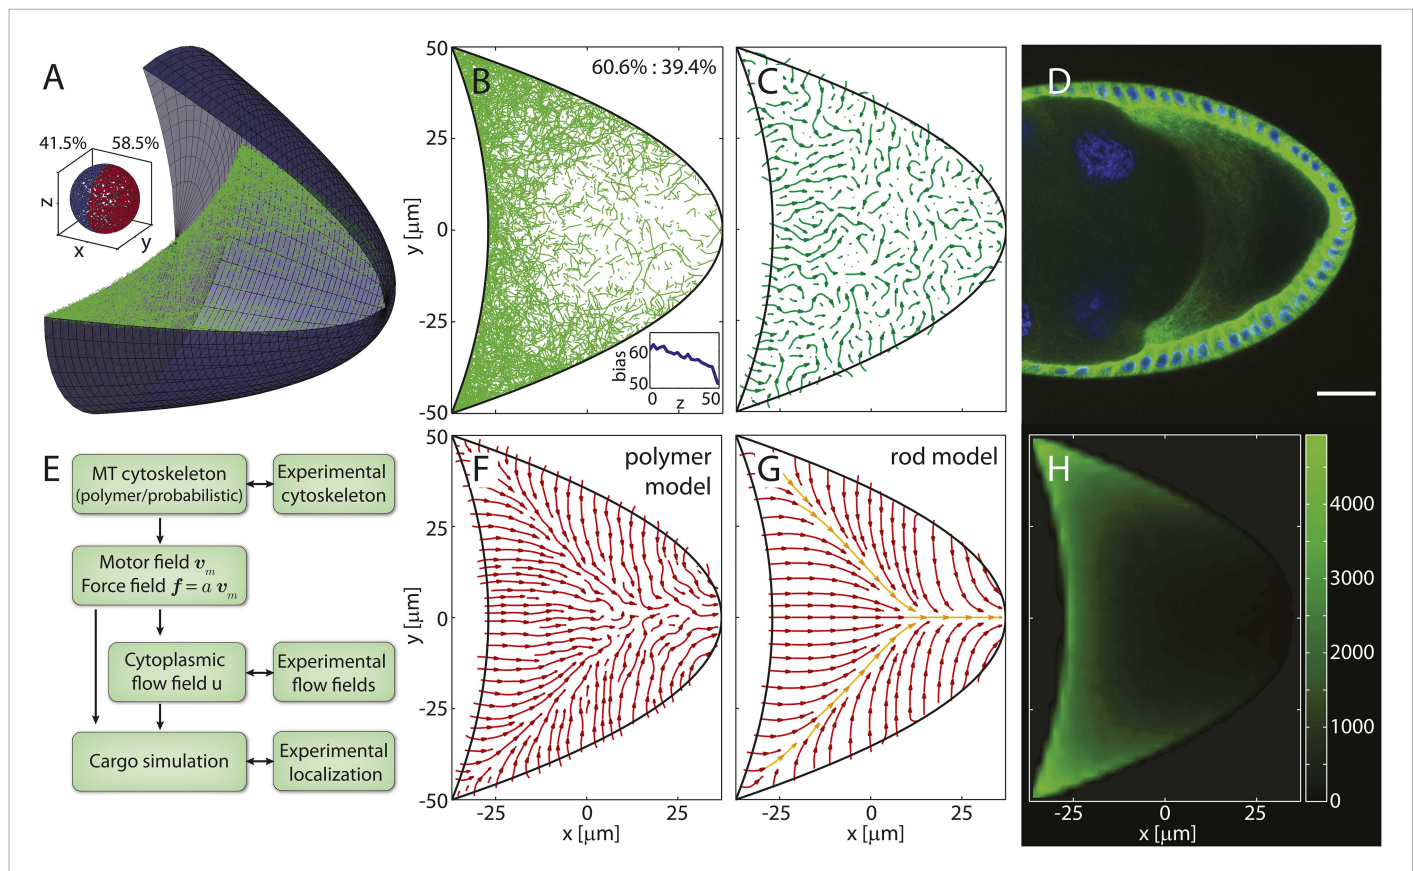 A
41.5% 58.5%
z
x
y
B
60.6% : 39.4%
50
25
0
-25
-50
y [μm]
bias
60
50
0
50
z
C
D
E
MT cytoskeleton
(polymer/probabilistic)
Experimental
cytoskeleton
Motor field vm
Force field f = a vm
Cytoplasmic
flow field u
Experimental
flow fields
Cargo simulation
Experimental
localization
F
polymer
model
50
25
0
-25
-50
y [μm]
-25 0 25
x [μm]
G
rod model
-25 0 25
x [μm]
H
4000
3000
2000
1000
0
-25 0 25
x [μm]